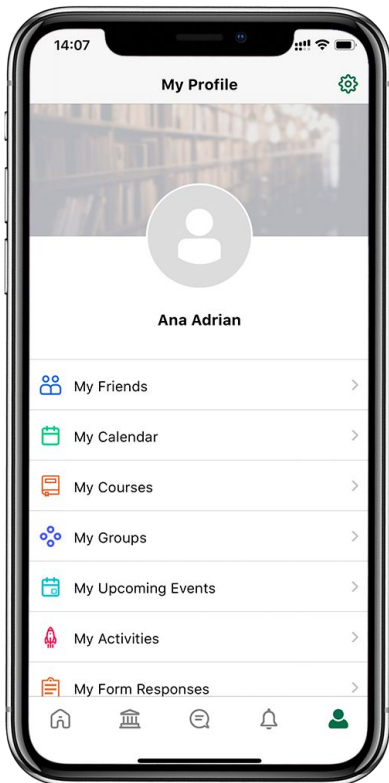 14:07
My Profile
Ana Adrian
My Friends
My Calendar
My Courses
My Groups
My Upcoming Events
My Activities
My Form Responses